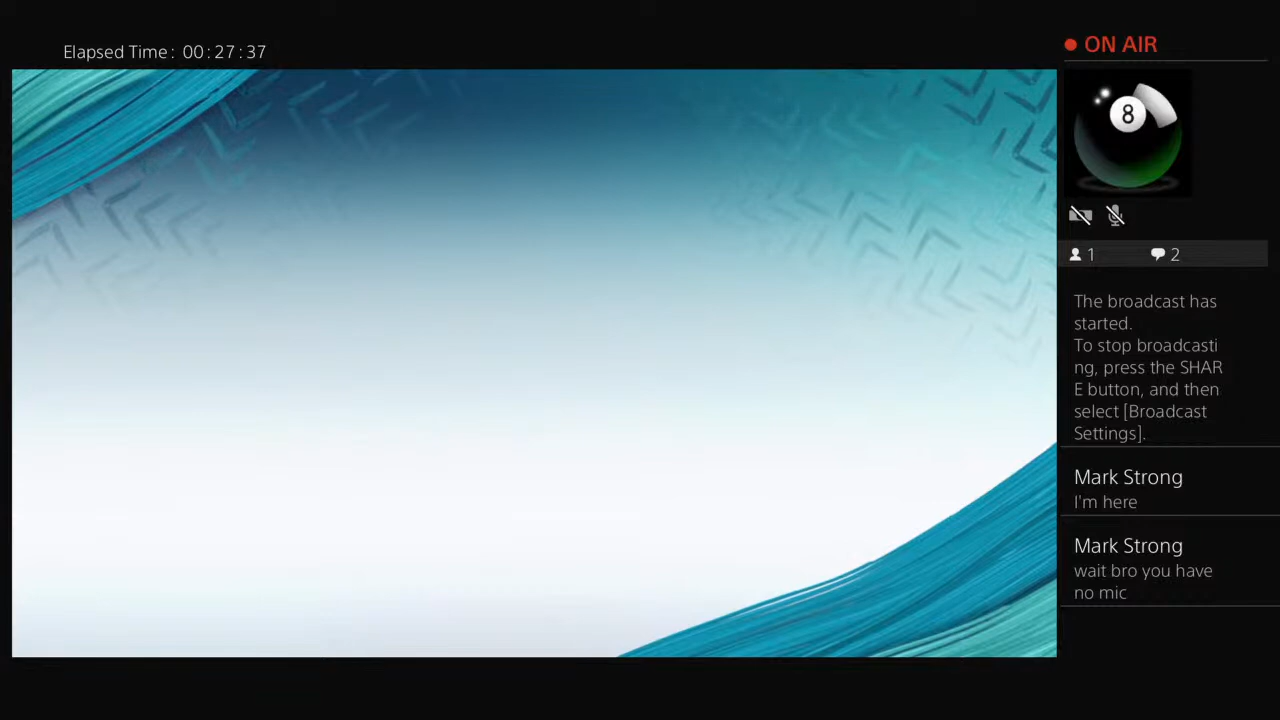 Elapsed Time: 00:27:37
ON AIR
8
1 2
The broadcast has
started.
To stop broadcasti
ng, press the SHAR
E button, and then
select [Broadcast
Settings].
Mark Strong
I'm here
Mark Strong
wait bro you have
no mic